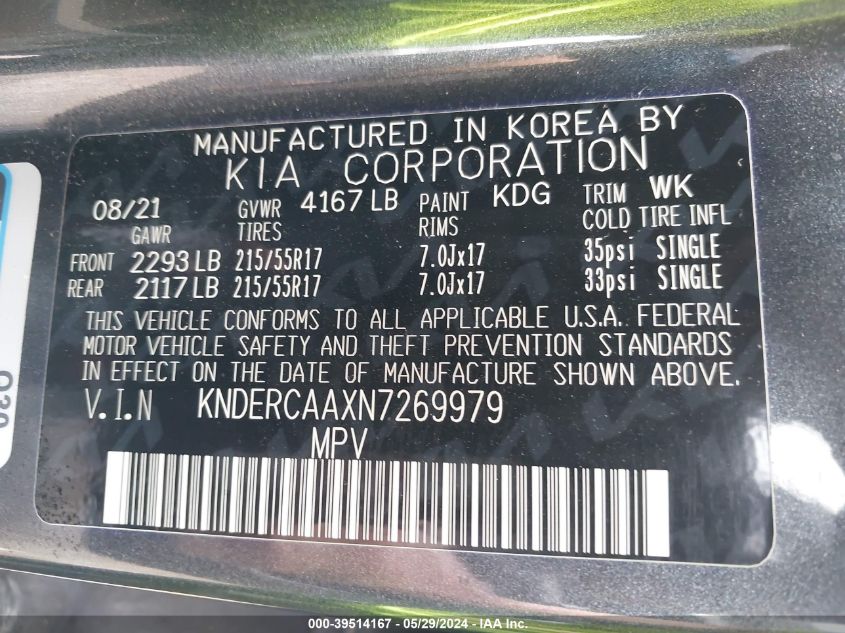 MANUFACTURED IN KOREA BY
KIA CORPORATION
08/21 GVWR 4167 LB PAINT KDG TRIM WK
GAWR TIRES RIMS COLD TIRE INFL
FRONT 2293 LB 215/55R17 7.0Jx17 35psi SINGLE
REAR 2117 LB 215/55R17 7.0Jx17 33psi SINGLE
THIS VEHICLE CONFORMS TO ALL APPLICABLE U.S.A. FEDERAL
MOTOR VEHICLE SAFETY AND THEFT PREVENTION STANDARDS
IN EFFECT ON THE DATE OF MANUFACTURE SHOWN ABOVE.
V.I.N KNDERCAAXN7269979
MPV
000-39514167 - 05/29/2024 - IAA Inc.